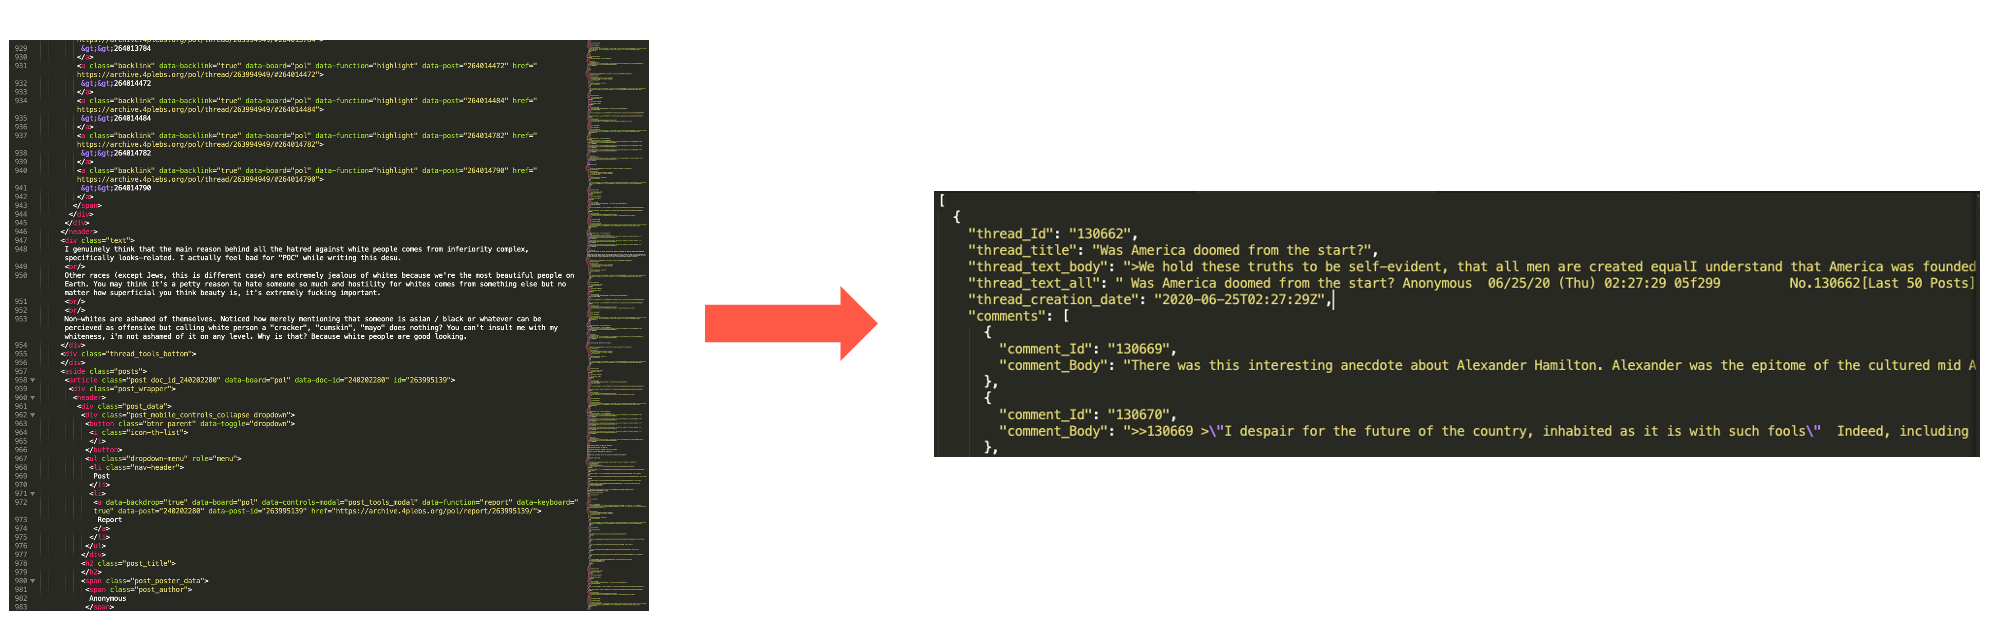 929 &gt;&gt;264013784
930 </a>
931 <a class="backlink" data-backlink="true" data-board="pol" data-function="highlight" data-post="264014472" href="
https://archive.4plebs.org/pol/thread/263994949/#264014472">
932 &gt;&gt;264014472
933 </a>
934 <a class="backlink" data-backlink="true" data-board="pol" data-function="highlight" data-post="264014484" href="
https://archive.4plebs.org/pol/thread/263994949/#264014484">
935 &gt;&gt;264014484
936 </a>
937 <a class="backlink" data-backlink="true" data-board="pol" data-function="highlight" data-post="264014782" href="
https://archive.4plebs.org/pol/thread/263994949/#264014782">
938 &gt;&gt;264014782
939 </a>
940 <a class="backlink" data-backlink="true" data-board="pol" data-function="highlight" data-post="264014790" href="
https://archive.4plebs.org/pol/thread/263994949/#264014790">
941 &gt;&gt;264014790
942 </a>
943 </span>
944 </div>
945 </div>
946 </header>
947 <div class="text">
948 I genuinely think that the main reason behind all the hatred against white people comes from inferiority complex,
specifically looks-related. I actually feel bad for "POC" while writing this desu.
949 <br/>
950 Other races (except Jews, this is different case) are extremely jealous of whites because we're the most beautiful people on
Earth. You may think it's a petty reason to hate someone so much and hostility for whites comes from something else but no
matter how superficial you think beauty is, it's extremely fucking important.
951 <br/>
952 <br/>
953 Non-whites are ashamed of themselves. Noticed how merely mentioning that someone is asian / black or whatever can be
percieved as offensive but calling white person a "cracker", "cumskin", "mayo" does nothing? You can't insult me with my
whiteness, i'm not ashamed of it on any level. Why is that? Because white people are good looking.
954 </div>
955 <div class="thread_tools_bottom">
956 </div>
957 <aside class="posts">
958 <article class="post doc_id_240202280" data-board="pol" data-doc-id="240202280" id="263995139">
959 <div class="post_wrapper">
960 <header>
961 <div class="post_data">
962 <div class="post_mobile_controls_collapse dropdown">
963 <button class="btnr parent" data-toggle="dropdown">
964 <i class="icon-th-list">
965 </i>
966 </button>
967 <ul class="dropdown-menu" role="menu">
968 <li class="nav-header">
969 Post
970 </li>
971 <li>
972 <a data-backdrop="true" data-board="pol" data-controls-modal="post_tools_modal" data-function="report" data-keyboard="
true" data-post="240202280" data-post-id="263995139" href="https://archive.4plebs.org/pol/report/263995139/">
973 Report
974 </a>
975 </li>
976 </ul>
977 </div>
978 <h2 class="post_title">
979 </h2>
980 <span class="post_poster_data">
981 <span class="post_author">
982 Anonymous
983 </span>
[
{
"thread_Id": "130662",
"thread_title": "Was America doomed from the start?",
"thread_text_body": ">We hold these truths to be self-evident, that all men are created equalI understand that America was founded
"thread_text_all": " Was America doomed from the start? Anonymous 06/25/20 (Thu) 02:27:29 05f299 No.130662[Last 50 Posts]
"thread_creation_date": "2020-06-25T02:27:29Z",
"comments": [
{
"comment_Id": "130669",
"comment_Body": "There was this interesting anecdote about Alexander Hamilton. Alexander was the epitome of the cultured mid A
},
{
"comment_Id": "130670",
"comment_Body": ">>130669 >\"I despair for the future of the country, inhabited as it is with such fools\" Indeed, including
},